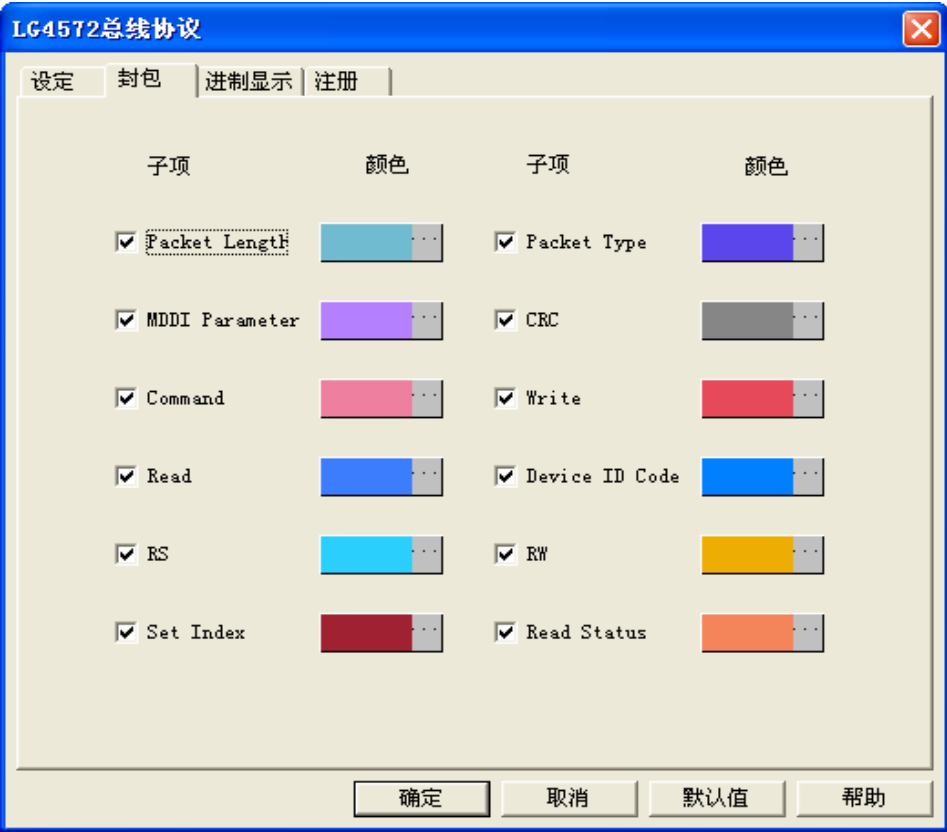 LG4572总线协议
设定 封包 进制显示 注册
子项 颜色 子项 颜色
Packet Length ... Packet Type ...
MDDI Parameter ... CRC ...
Command ... Write ...
Read ... Device ID Code ...
RS ... RW ...
Set Index ... Read Status ...
确定 取消 默认值 帮助